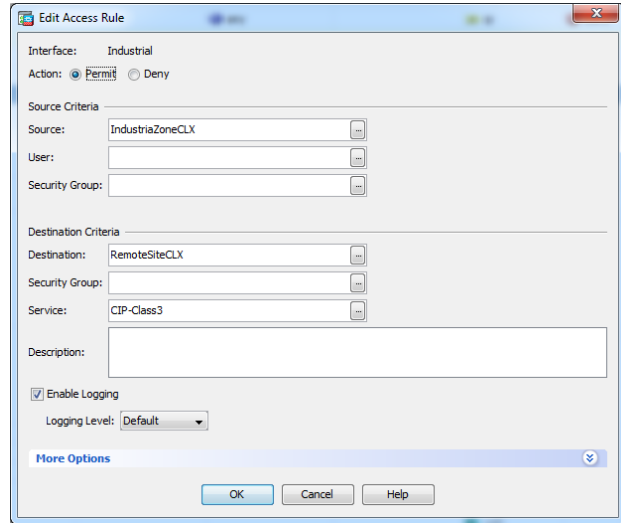 Edit Access Rule
Interface: Industrial
Action: Permit Deny
Source Criteria
Source: IndustriaZoneCLX ...
User: ...
Security Group: ...
Destination Criteria
Destination: RemoteSiteCLX ...
Security Group: ...
Service: CIP-Class3 ...
Description:
Enable Logging
Logging Level: Default
More Options
OK Cancel Help